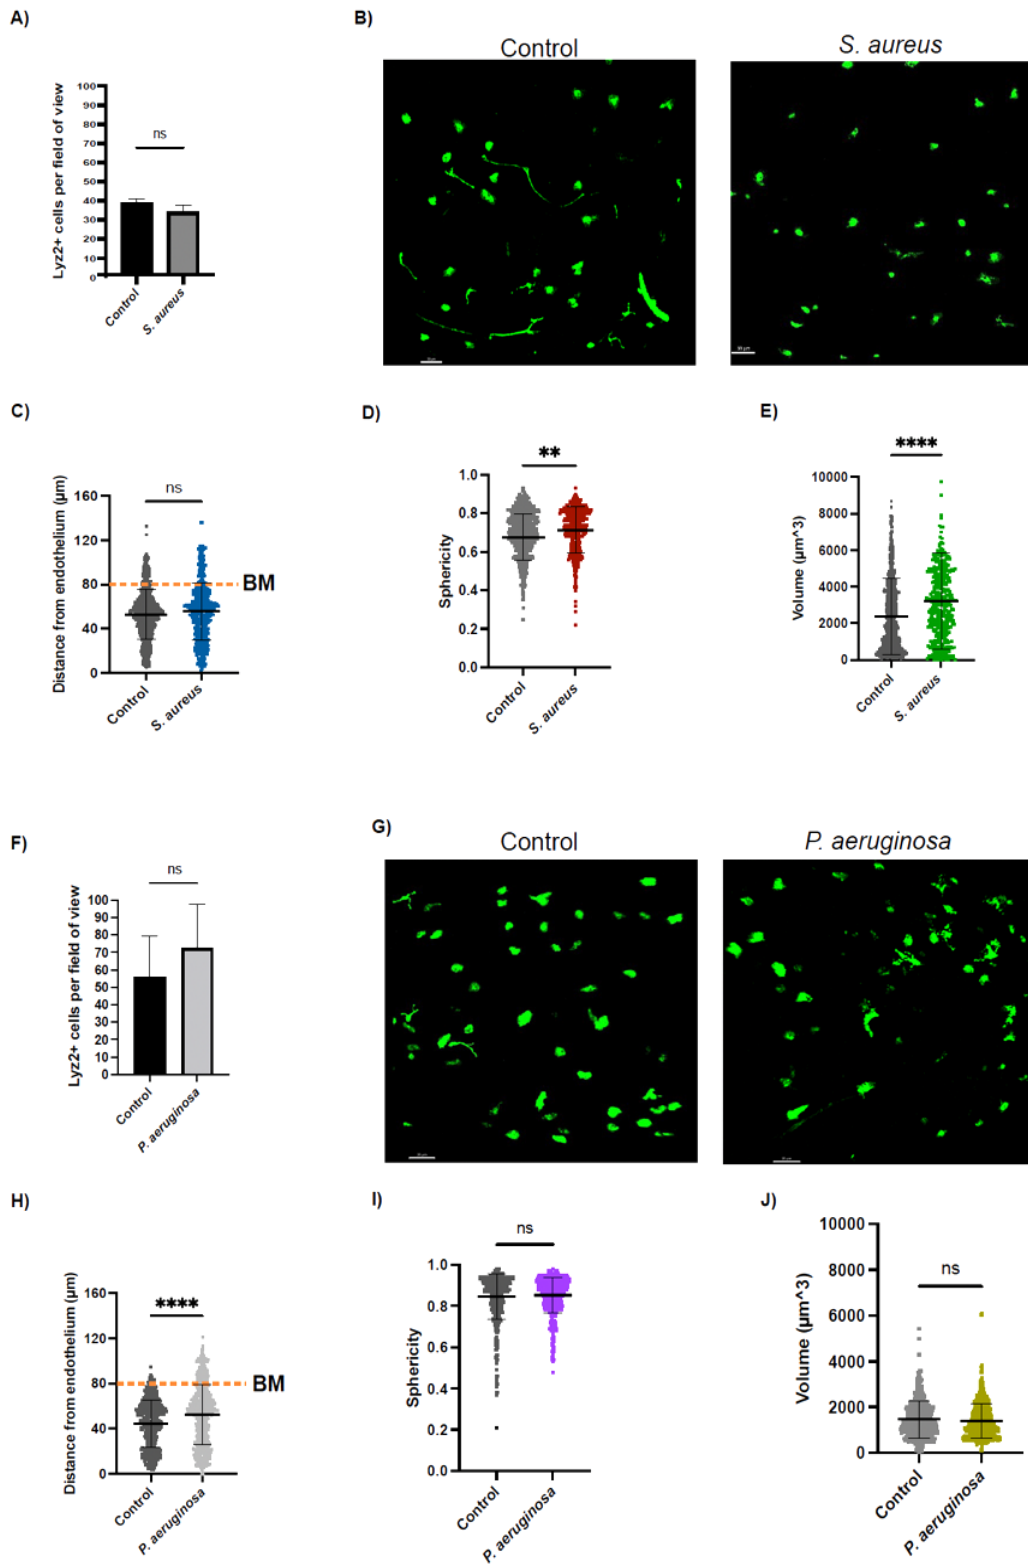 A)
Lyz2+ cells per field of view
100
90
80
70
60
50
40
30
20
10
0
ns
Control
S. aureus
B)
Control
S. aureus
C)
Distance from endothelium (µm)
160
120
80
40
0
ns
BM
Control
S. aureus
D)
Sphericity
1.0
0.8
0.6
0.4
0.2
0.0
**
Control
S. aureus
E)
Volume (µm^3)
10000
8000
6000
4000
2000
0
****
Control
S. aureus
F)
Lyz2+ cells per field of view
100
90
80
70
60
50
40
30
20
10
0
ns
Control
P. aeruginosa
G)
Control
P. aeruginosa
H)
Distance from endothelium (µm)
160
120
80
40
0
****
BM
Control
P. aeruginosa
I)
Sphericity
1.0
0.8
0.6
0.4
0.2
0.0
ns
Control
P. aeruginosa
J)
Volume (µm^3)
10000
8000
6000
4000
2000
0
ns
Control
P. aeruginosa